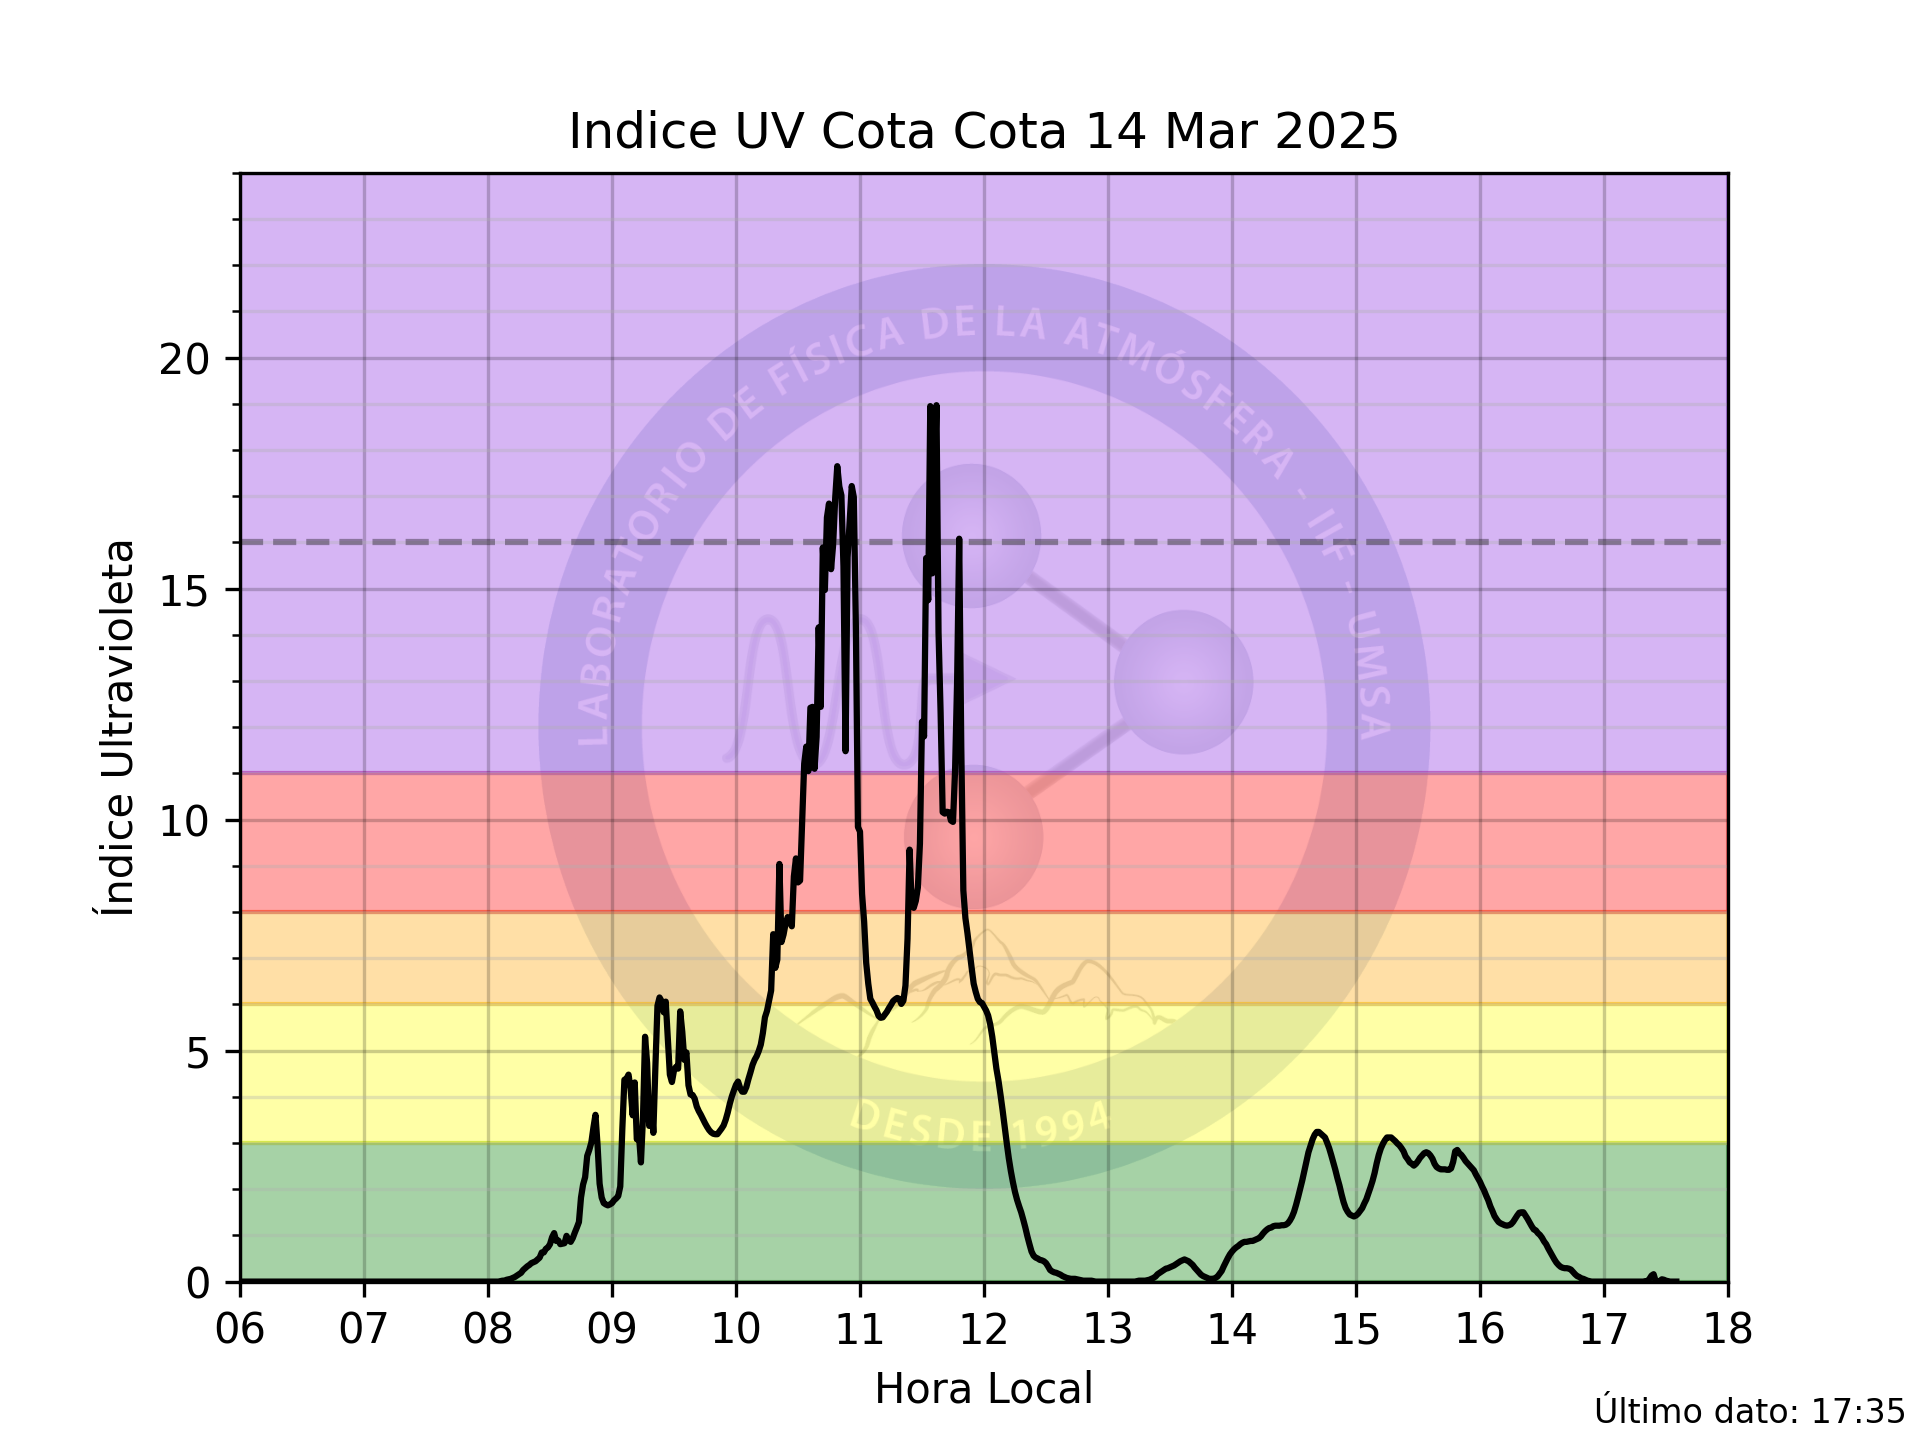 Indice UV Cota Cota 14 Mar 2025
LABORATORIO DE FÍSICA DE LA ATMÓSFERA - IIF - UMSA
DESDE 1994
Índice Ultravioleta
20
15
10
5
0
06 07 08 09 10 11 12 13 14 15 16 17 18
Hora Local
Último dato: 17:35